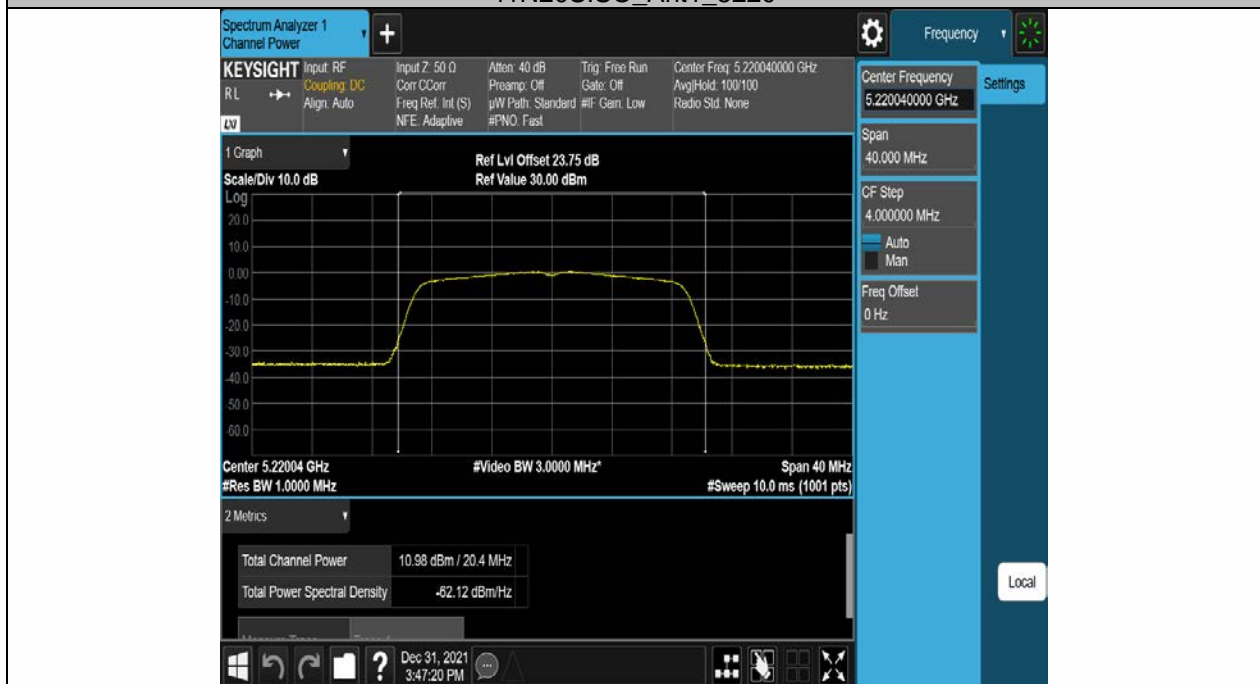 Spectrum Analyzer 1
Channel Power
+
Frequency
KEYSIGHT
RL
LXI
Input: RF
Coupling: DC
Align: Auto
Input Z: 50 Ω
Corr CCorr
Freq Ref: Int (S)
NFE: Adaptive
Atten: 40 dB
Preamp: Off
µW Path: Standard
#PNO: Fast
Trig: Free Run
Gate: Off
#IF Gain: Low
Center Freq: 5.220040000 GHz
Avg|Hold: 100/100
Radio Std: None
Center Frequency
5.220040000 GHz
Settings
Span
40.000 MHz
CF Step
4.000000 MHz
Auto
Man
Freq Offset
0 Hz
1 Graph
Scale/Div 10.0 dB
Ref Lvl Offset 23.75 dB
Ref Value 30.00 dBm
Log
20.0
10.0
0.00
-10.0
-20.0
-30.0
-40.0
-50.0
-60.0
Center 5.22004 GHz
#Video BW 3.0000 MHz*
Span 40 MHz
#Res BW 1.0000 MHz
#Sweep 10.0 ms (1001 pts)
2 Metrics
Total Channel Power 10.98 dBm / 20.4 MHz
Total Power Spectral Density -62.12 dBm/Hz
Local
?
Dec 31, 2021
3:47:20 PM